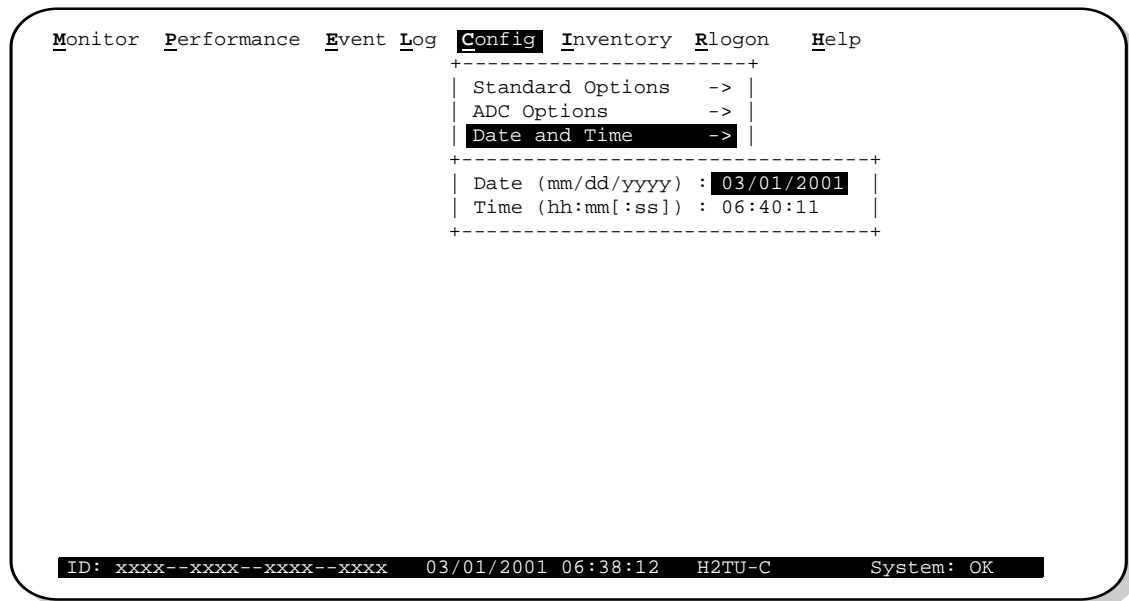 Monitor  Performance  Event Log  Config  Inventory  Rlogon  Help
+-----------------------+
| Standard Options   -> |
| ADC Options        -> |
| Date and Time      -> |
+---------------------------------+
| Date (mm/dd/yyyy) : 03/01/2001  |
| Time (hh:mm[:ss]) : 06:40:11    |
+---------------------------------+
ID: xxxx--xxxx--xxxx--xxxx   03/01/2001 06:38:12   H2TU-C        System: OK